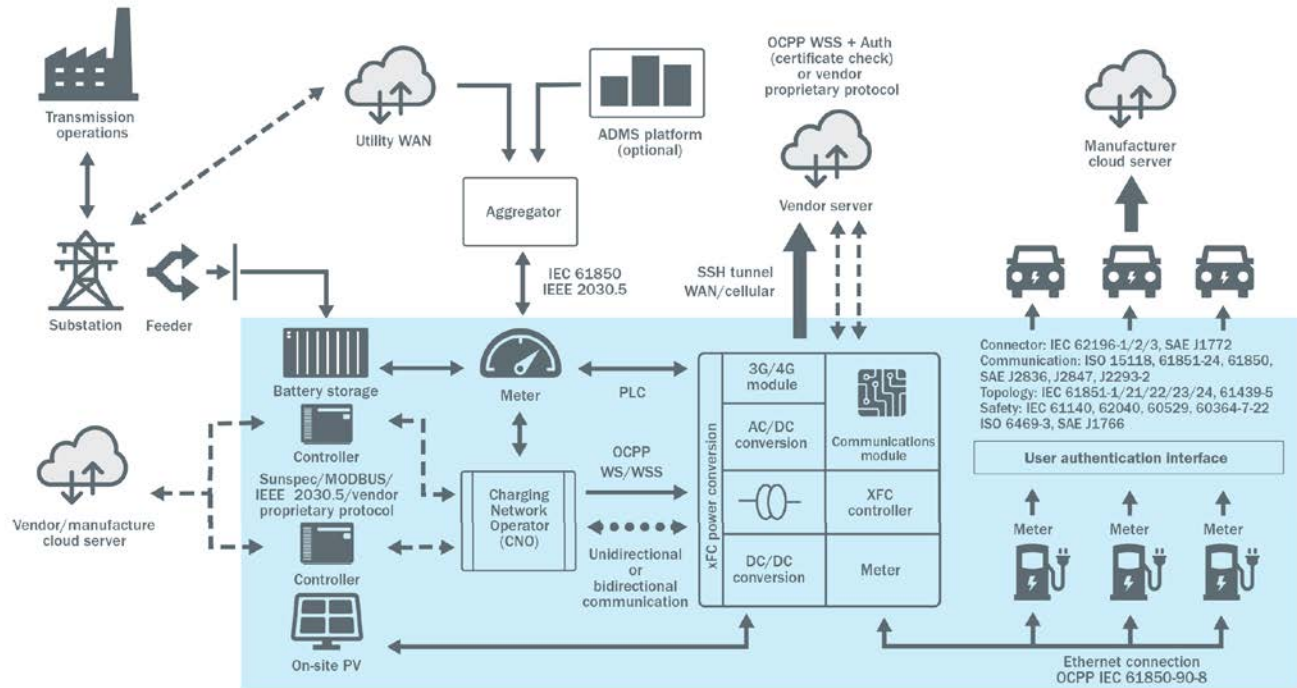 Transmission
operations
Utility WAN
ADMS platform
(optional)
OCPP WSS + Auth
(certificate check)
or vendor
proprietary protocol
Manufacturer
cloud server
Aggregator
Vendor server
IEC 61850
IEEE 2030.5
SSH tunnel
WAN/cellular
Substation
Feeder
Battery storage
Meter
PLC
Controller
Sunspec/MODBUS/
IEEE 2030.5/vendor
proprietary protocol
Vendor/manufacture
cloud server
Controller
On-site PV
Charging
Network
Operator
(CNO)
OCPP
WS/WSS
Unidirectional
or
bidirectional
communication
xFC power conversion
3G/4G
module
AC/DC
conversion
DC/DC
conversion
Communications
module
XFC
controller
Meter
Connector: IEC 62196-1/2/3, SAE J1772
Communication: ISO 15118, 61851-24, 61850,
SAE J2836, J2847, J2293-2
Topology: IEC 61851-1/21/22/23/24, 61439-5
Safety: IEC 61140, 62040, 60529, 60364-7-22
ISO 6469-3, SAE J1766
User authentication interface
Meter
Meter
Meter
Ethernet connection
OCPP IEC 61850-90-8